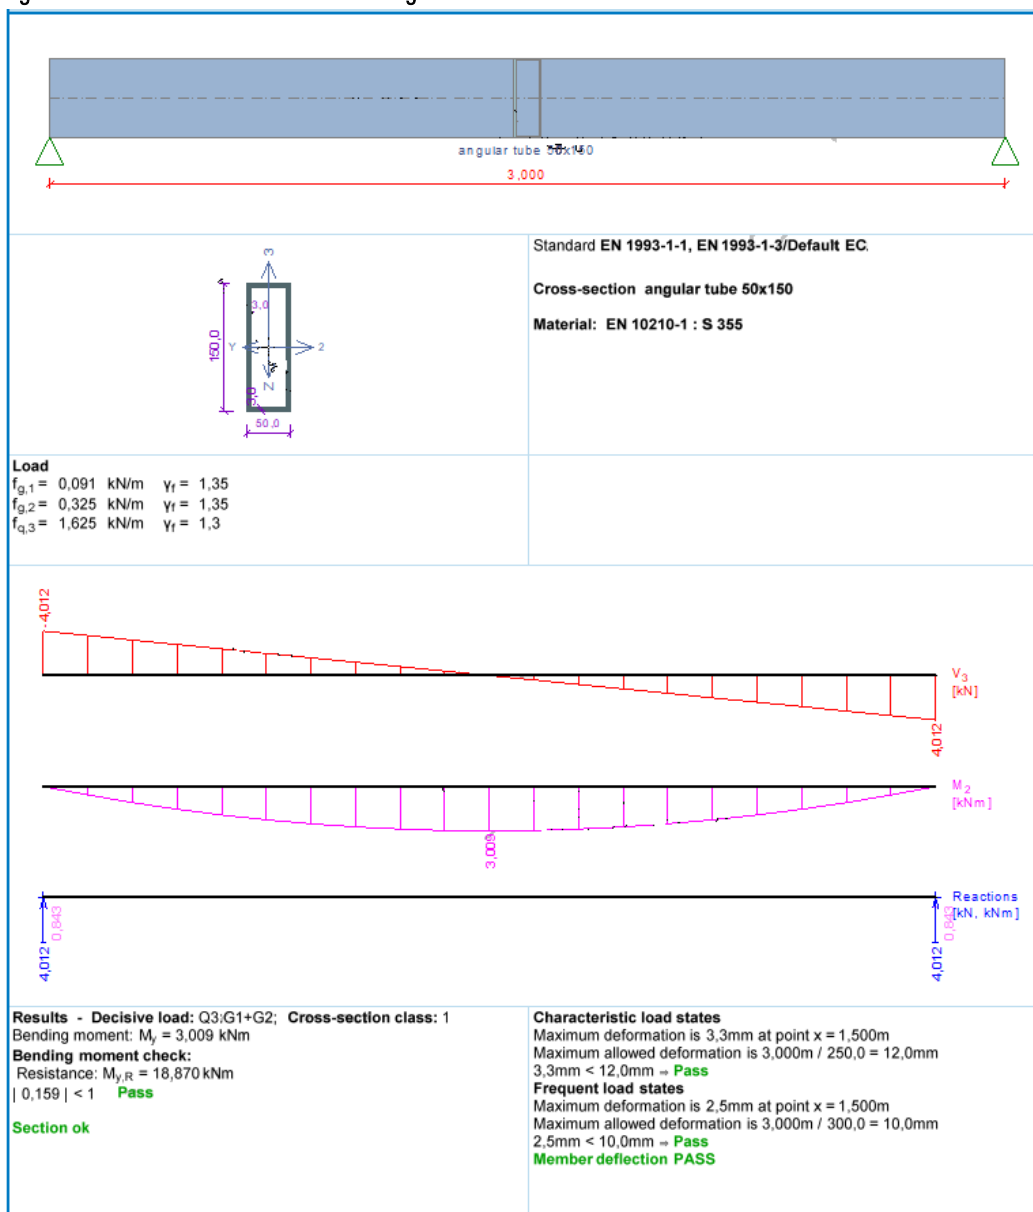 angular tube 50x150
3,000
3
3,0
150,0
Y
2
Z
3,0
50,0
Standard EN 1993-1-1, EN 1993-1-3/Default EC.
Cross-section angular tube 50x150
Material: EN 10210-1 : S 355
Load
fg,1 = 0,091 kN/m γf = 1,35
fg,2 = 0,325 kN/m γf = 1,35
fq,3 = 1,625 kN/m γf = 1,3
-4,012
V3
[kN]
4,012
M2
[kNm]
3,009
Reactions
[kN, kNm]
4,012
0,843
4,012
0,843
Results - Decisive load: Q3:G1+G2; Cross-section class: 1
Bending moment: My = 3,009 kNm
Bending moment check:
Resistance: My,R = 18,870 kNm
| 0,159 | < 1 Pass
Section ok
Characteristic load states
Maximum deformation is 3,3mm at point x = 1,500m
Maximum allowed deformation is 3,000m / 250,0 = 12,0mm
3,3mm < 12,0mm ⇒ Pass
Frequent load states
Maximum deformation is 2,5mm at point x = 1,500m
Maximum allowed deformation is 3,000m / 300,0 = 10,0mm
2,5mm < 10,0mm ⇒ Pass
Member deflection PASS